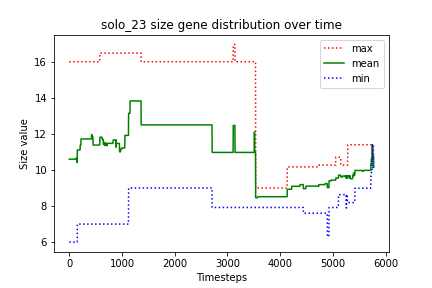 solo_23 size gene distribution over time
max
mean
min
Size value
16
14
12
10
8
6
0
1000
2000
3000
4000
5000
6000
Timesteps